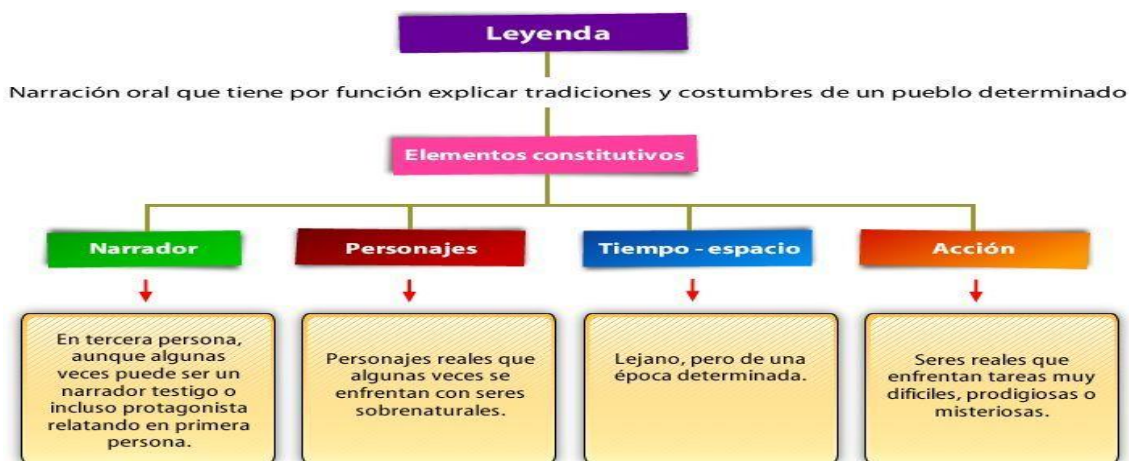 Leyenda
Narración oral que tiene por función explicar tradiciones y costumbres de un pueblo determinado
Elementos constitutivos
Narrador
Personajes
Tiempo - espacio
Acción
En tercera persona,
aunque algunas
veces puede ser un
narrador testigo o
incluso protagonista
relatando en primera
persona.
Personajes reales que
algunas veces se
enfrentan con seres
sobrenaturales.
Lejano, pero de una
época determinada.
Seres reales que
enfrentan tareas muy
dificiles, prodigiosas o
misteriosas.